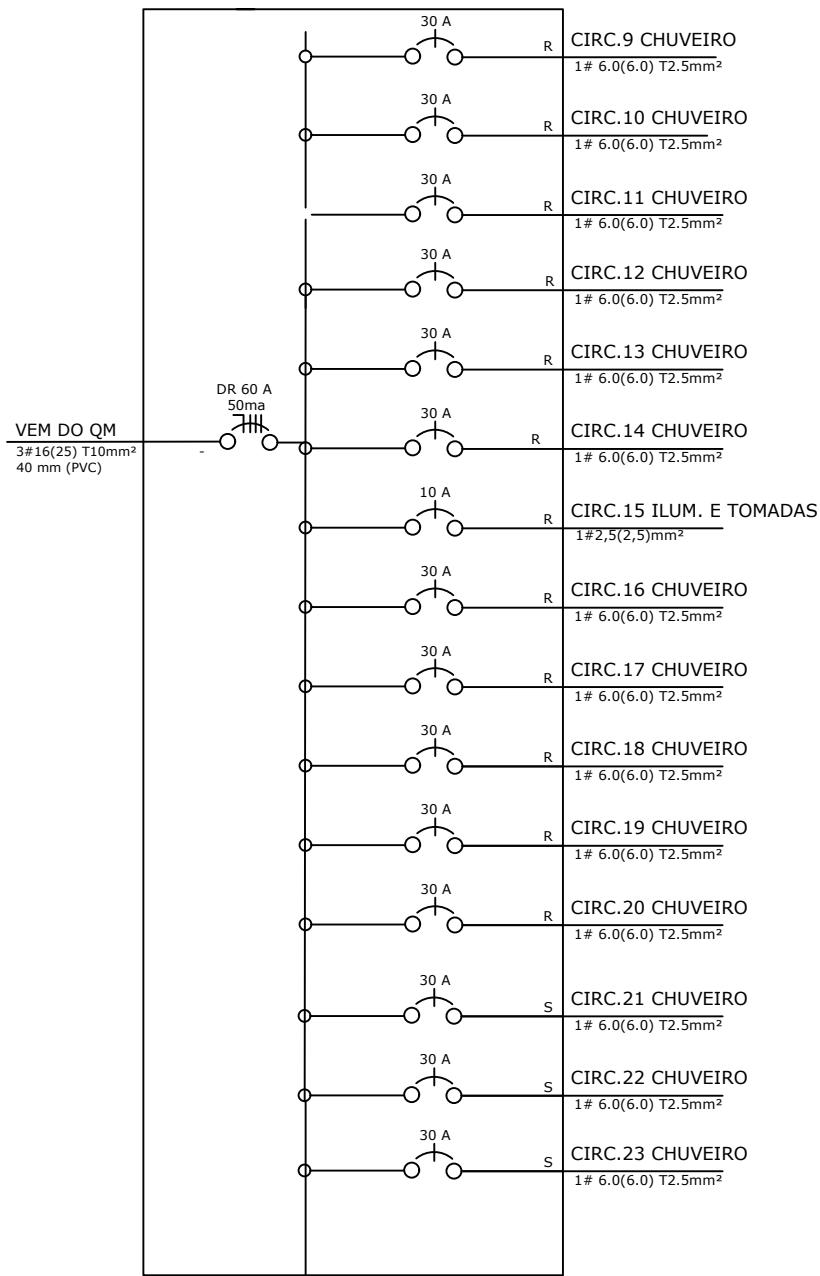 30 A
R CIRC.9 CHUVEIRO
1# 6.0(6.0) T2.5mm²
30 A
R CIRC.10 CHUVEIRO
1# 6.0(6.0) T2.5mm²
30 A
R CIRC.11 CHUVEIRO
1# 6.0(6.0) T2.5mm²
30 A
R CIRC.12 CHUVEIRO
1# 6.0(6.0) T2.5mm²
30 A
R CIRC.13 CHUVEIRO
1# 6.0(6.0) T2.5mm²
DR 60 A
50ma
VEM DO QM
3#16(25) T10mm²
40 mm (PVC)
-
30 A
R CIRC.14 CHUVEIRO
1# 6.0(6.0) T2.5mm²
10 A
R CIRC.15 ILUM. E TOMADAS
1#2,5(2,5)mm²
30 A
R CIRC.16 CHUVEIRO
1# 6.0(6.0) T2.5mm²
30 A
R CIRC.17 CHUVEIRO
1# 6.0(6.0) T2.5mm²
30 A
R CIRC.18 CHUVEIRO
1# 6.0(6.0) T2.5mm²
30 A
R CIRC.19 CHUVEIRO
1# 6.0(6.0) T2.5mm²
30 A
R CIRC.20 CHUVEIRO
1# 6.0(6.0) T2.5mm²
30 A
S CIRC.21 CHUVEIRO
1# 6.0(6.0) T2.5mm²
30 A
S CIRC.22 CHUVEIRO
1# 6.0(6.0) T2.5mm²
30 A
S CIRC.23 CHUVEIRO
1# 6.0(6.0) T2.5mm²